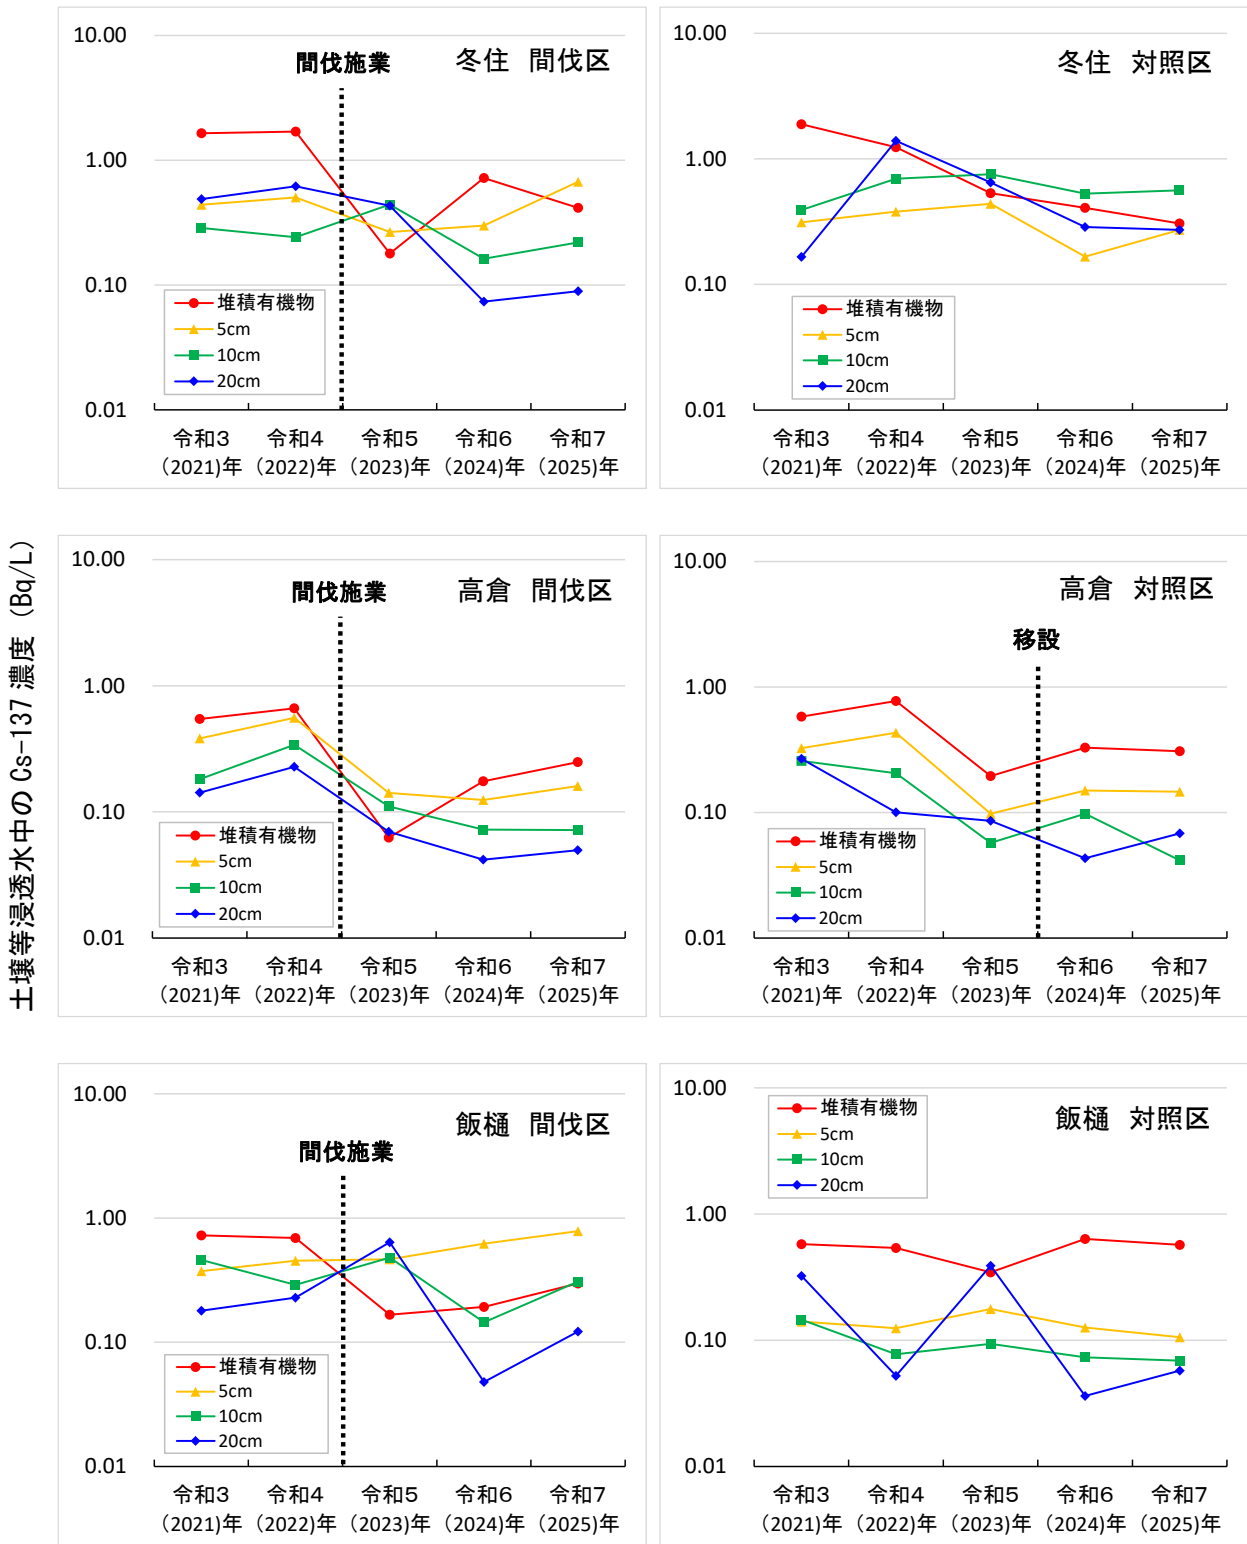 土壌等浸透水中の Cs-137 濃度 (Bq/L)
冬住 間伐区
間伐施業
10.00
1.00
0.10
0.01
堆積有機物
5cm
10cm
20cm
令和3 令和4 令和5 令和6 令和7
(2021)年 (2022)年 (2023)年 (2024)年 (2025)年
冬住 対照区
10.00
1.00
0.10
0.01
堆積有機物
5cm
10cm
20cm
令和3 令和4 令和5 令和6 令和7
(2021)年 (2022)年 (2023)年 (2024)年 (2025)年
高倉 間伐区
間伐施業
10.00
1.00
0.10
0.01
堆積有機物
5cm
10cm
20cm
令和3 令和4 令和5 令和6 令和7
(2021)年 (2022)年 (2023)年 (2024)年 (2025)年
高倉 対照区
移設
10.00
1.00
0.10
0.01
堆積有機物
5cm
10cm
20cm
令和3 令和4 令和5 令和6 令和7
(2021)年 (2022)年 (2023)年 (2024)年 (2025)年
飯樋 間伐区
間伐施業
10.00
1.00
0.10
0.01
堆積有機物
5cm
10cm
20cm
令和3 令和4 令和5 令和6 令和7
(2021)年 (2022)年 (2023)年 (2024)年 (2025)年
飯樋 対照区
10.00
1.00
0.10
0.01
堆積有機物
5cm
10cm
20cm
令和3 令和4 令和5 令和6 令和7
(2021)年 (2022)年 (2023)年 (2024)年 (2025)年